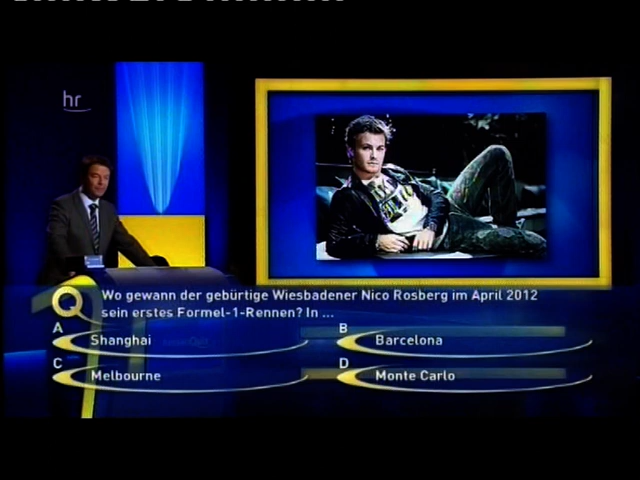 hr
Q
Wo gewann der gebürtige Wiesbadener Nico Rosberg im April 2012
sein erstes Formel-1-Rennen? In ...
A Shanghai
B Barcelona
C Melbourne
D Monte Carlo